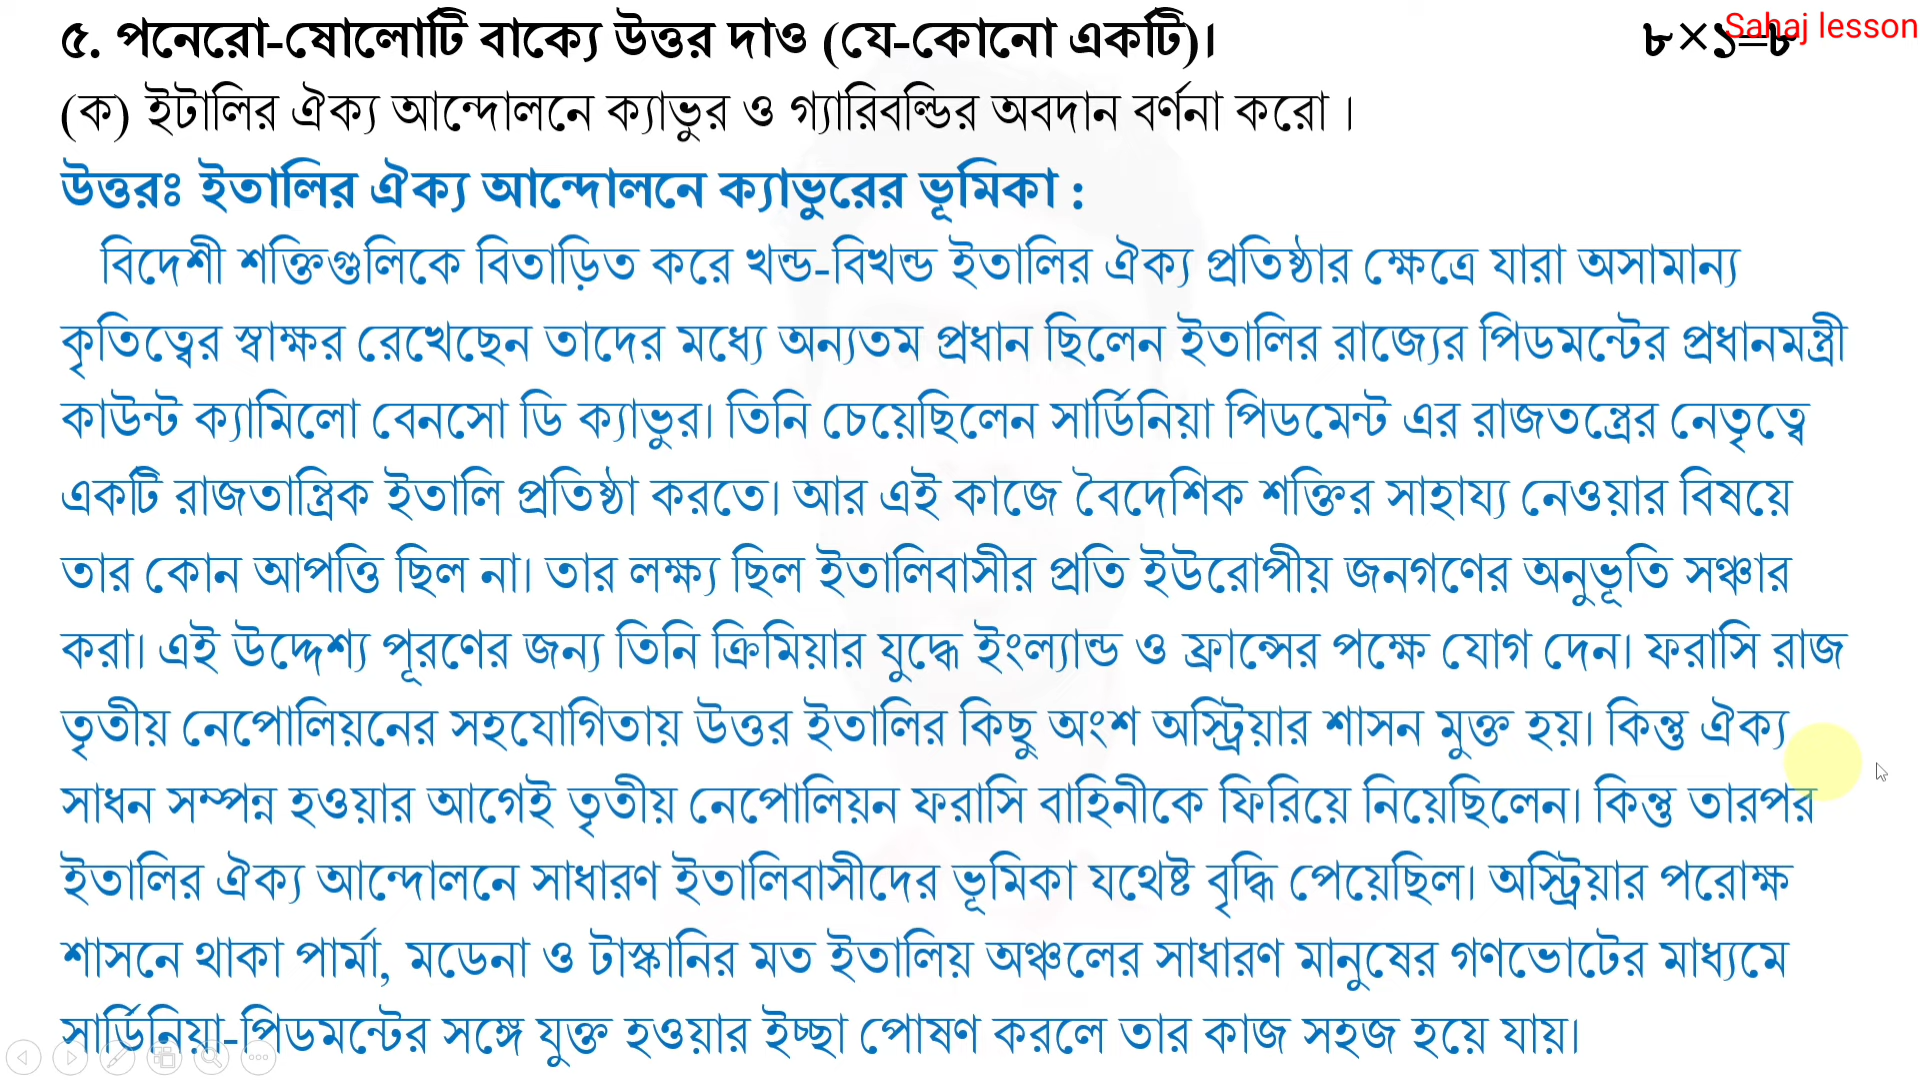 ৫. পনেরো-ষোলোটি বাক্যে উত্তর দাও (যে-কোনো একটি)। ৮×১=৮
Sahaj lesson
(ক) ইটালির ঐক্য আন্দোলনে ক্যাভুর ও গ্যারিবল্ডির অবদান বর্ণনা করো ।
উত্তরঃ ইতালির ঐক্য আন্দোলনে ক্যাভুরের ভূমিকা :
বিদেশী শক্তিগুলিকে বিতাড়িত করে খন্ড-বিখন্ড ইতালির ঐক্য প্রতিষ্ঠার ক্ষেত্রে যারা অসামান্য
কৃতিত্বের স্বাক্ষর রেখেছেন তাদের মধ্যে অন্যতম প্রধান ছিলেন ইতালির রাজ্যের পিডমন্টের প্রধানমন্ত্রী
কাউন্ট ক্যামিলো বেনসো ডি ক্যাভুর। তিনি চেয়েছিলেন সার্ডিনিয়া পিডমেন্ট এর রাজতন্ত্রের নেতৃত্বে
একটি রাজতান্ত্রিক ইতালি প্রতিষ্ঠা করতে। আর এই কাজে বৈদেশিক শক্তির সাহায্য নেওয়ার বিষয়ে
তার কোন আপত্তি ছিল না। তার লক্ষ্য ছিল ইতালিবাসীর প্রতি ইউরোপীয় জনগণের অনুভূতি সঞ্চার
করা। এই উদ্দেশ্য পূরণের জন্য তিনি ক্রিমিয়ার যুদ্ধে ইংল্যান্ড ও ফ্রান্সের পক্ষে যোগ দেন। ফরাসি রাজ
তৃতীয় নেপোলিয়নের সহযোগিতায় উত্তর ইতালির কিছু অংশ অস্ট্রিয়ার শাসন মুক্ত হয়। কিন্তু ঐক্য
সাধন সম্পন্ন হওয়ার আগেই তৃতীয় নেপোলিয়ন ফরাসি বাহিনীকে ফিরিয়ে নিয়েছিলেন। কিন্তু তারপর
ইতালির ঐক্য আন্দোলনে সাধারণ ইতালিবাসীদের ভূমিকা যথেষ্ট বৃদ্ধি পেয়েছিল। অস্ট্রিয়ার পরোক্ষ
শাসনে থাকা পার্মা, মডেনা ও টাস্কানির মত ইতালিয় অঞ্চলের সাধারণ মানুষের গণভোটের মাধ্যমে
সার্ডিনিয়া-পিডমন্টের সঙ্গে যুক্ত হওয়ার ইচ্ছা পোষণ করলে তার কাজ সহজ হয়ে যায়।